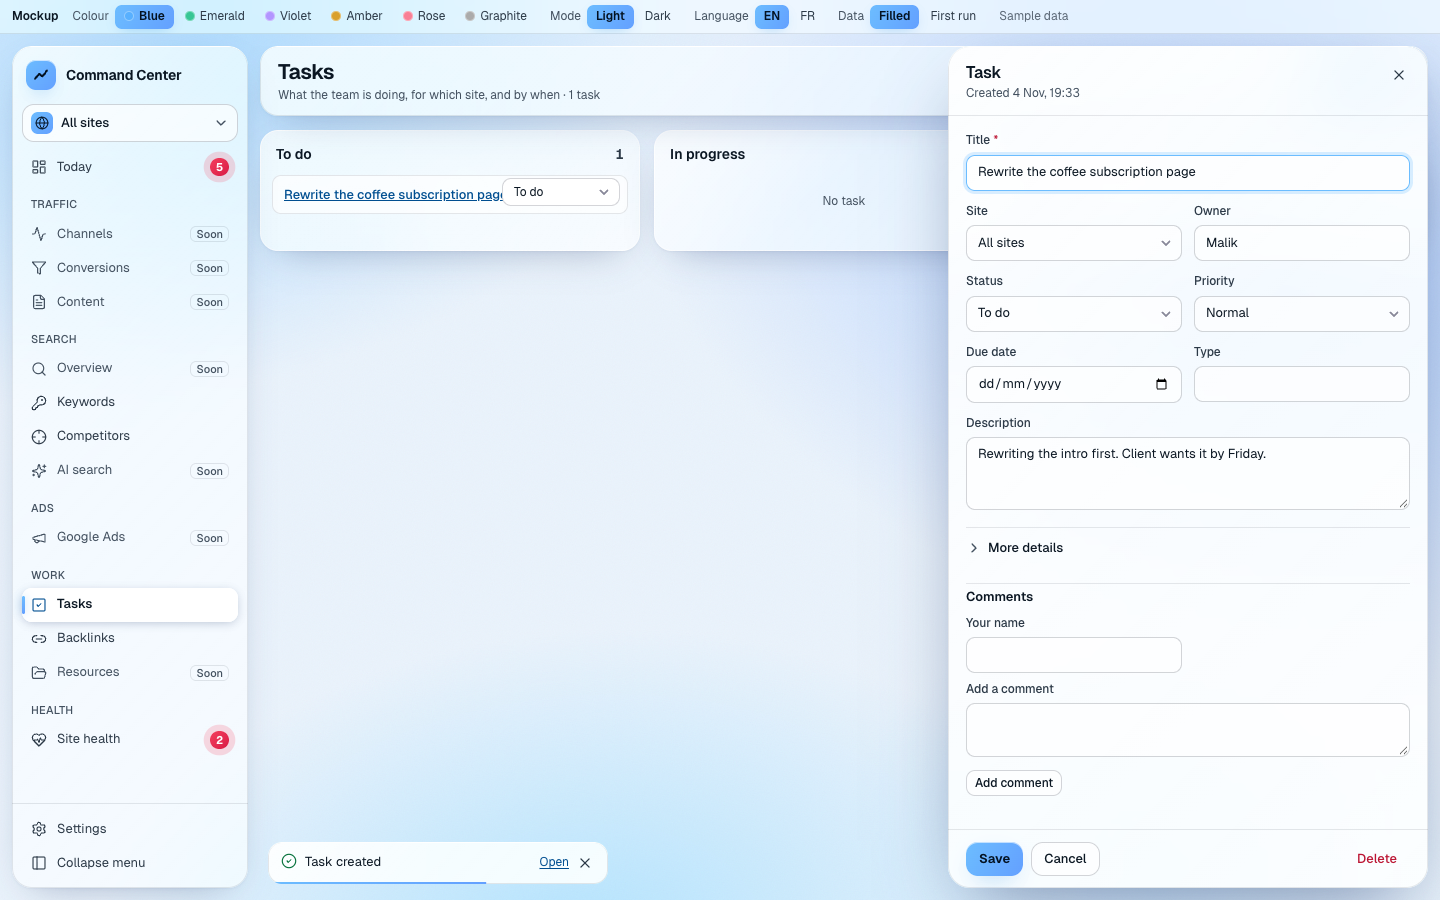 Mockup Colour Blue Emerald Violet Amber Rose Graphite Mode Light Dark Language EN FR Data Filled First run Sample data
Command Center
All sites
Today 5
TRAFFIC
Channels Soon
Conversions Soon
Content Soon
SEARCH
Overview Soon
Keywords
Competitors
AI search Soon
ADS
Google Ads Soon
WORK
Tasks
Backlinks
Resources Soon
HEALTH
Site health 2
Settings
Collapse menu
Tasks
What the team is doing, for which site, and by when · 1 task
To do 1
Rewrite the coffee subscription page To do
In progress
No task
Task created Open
Task
Created 4 Nov, 19:33
Title *
Rewrite the coffee subscription page
Site Owner
All sites Malik
Status Priority
To do Normal
Due date Type
dd/mm/yyyy
Description
Rewriting the intro first. Client wants it by Friday.
More details
Comments
Your name
Add a comment
Add comment
Save Cancel Delete